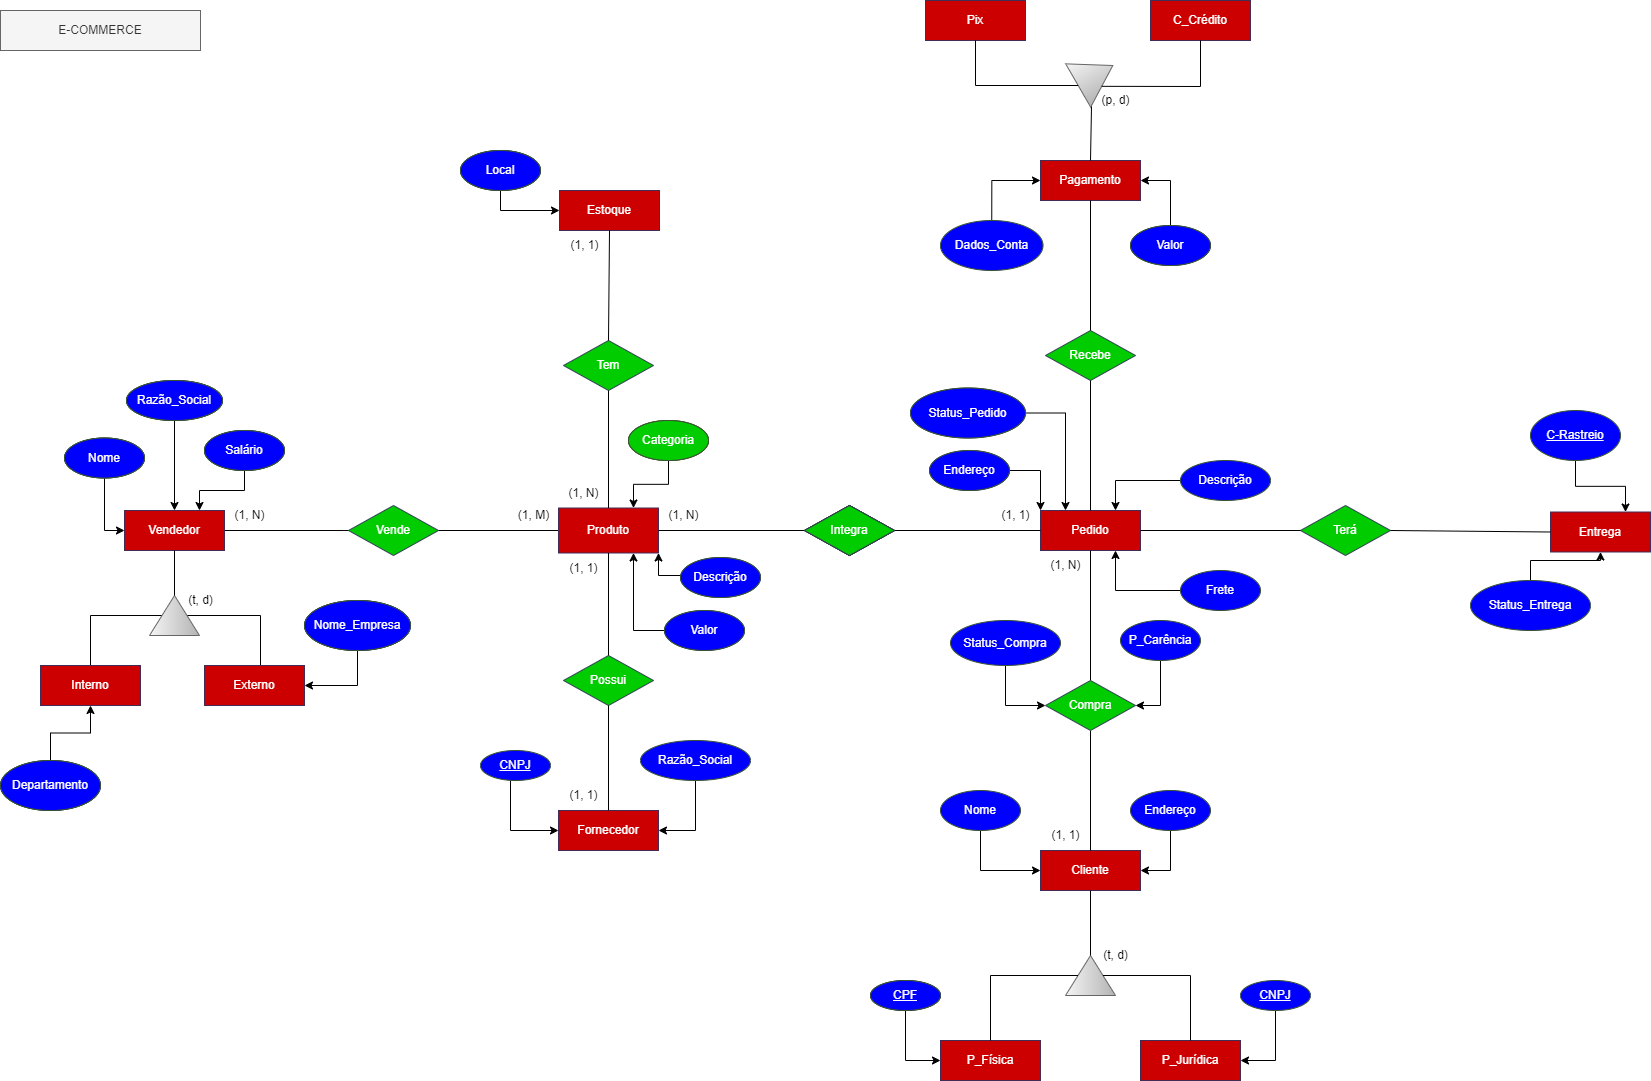 E-COMMERCE
Pix
C_Crédito
(p, d)
Pagamento
Dados_Conta
Valor
Local
Estoque
(1, 1)
Tem
Recebe
Razão_Social
Nome
Salário
Categoria
Status_Pedido
Endereço
Descrição
C-Rastreio
(1, N)
Vendedor
(1, N)
Vende
(1, M)
Produto
(1, N)
Integra
(1, 1)
Pedido
Terá
Entrega
(1, 1)
Descrição
(1, N)
Frete
Status_Entrega
(t, d)
Nome_Empresa
Valor
Status_Compra
P_Carência
Interno
Externo
Possui
Compra
Departamento
CNPJ
Razão_Social
(1, 1)
Fornecedor
Nome
Endereço
(1, 1)
Cliente
(t, d)
CPF
CNPJ
P_Física
P_Jurídica